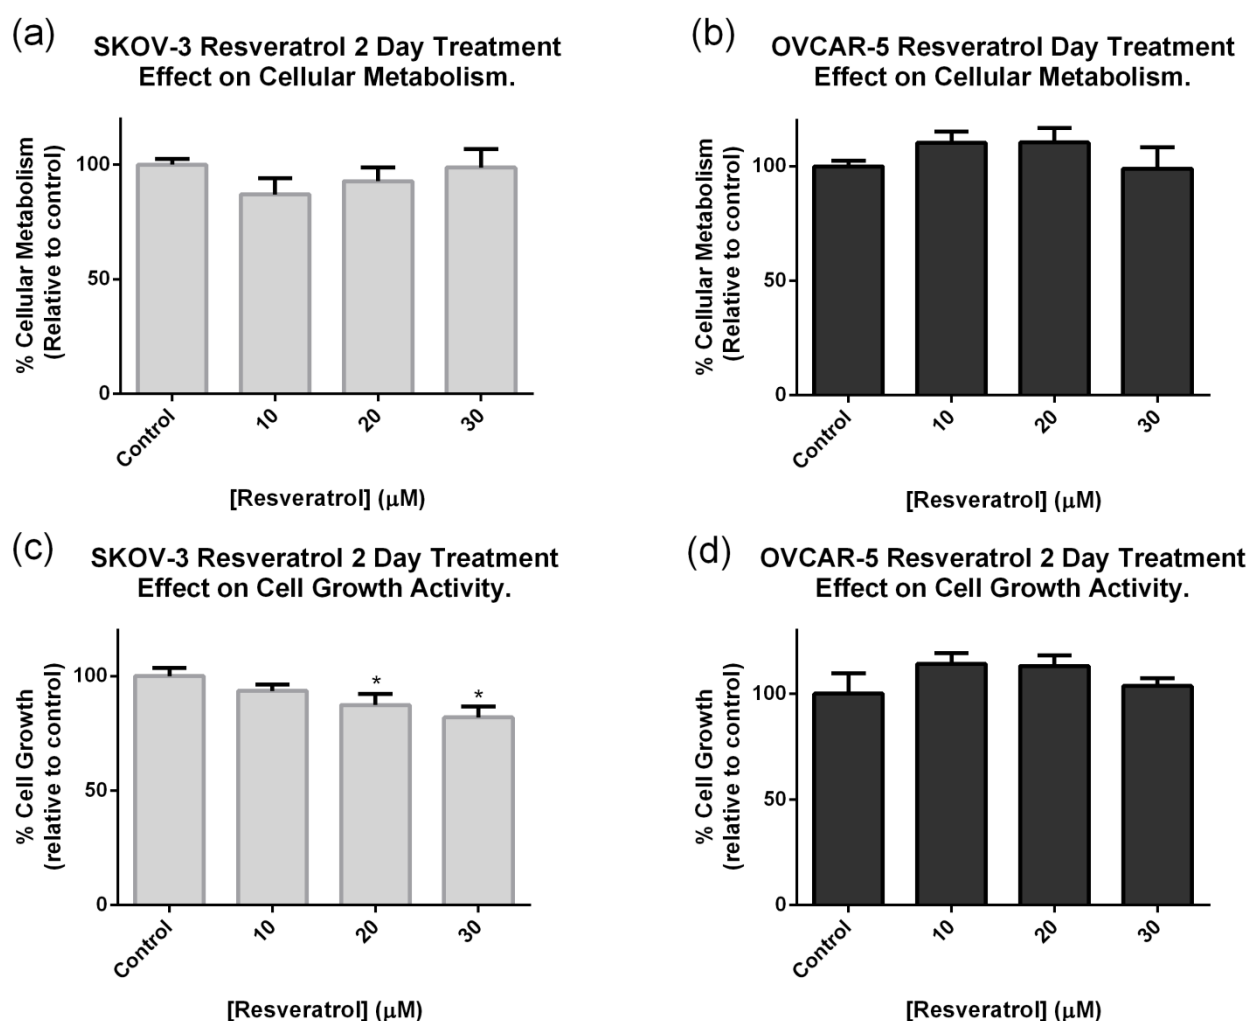 (a)
SKOV-3 Resveratrol 2 Day Treatment
Effect on Cellular Metabolism.
% Cellular Metabolism
(Relative to control)
100
50
0
Control
10
20
30
[Resveratrol] (μM)
(b)
OVCAR-5 Resveratrol Day Treatment
Effect on Cellular Metabolism.
% Cellular Metabolism
(Relative to control)
100
50
0
Control
10
20
30
[Resveratrol] (μM)
(c)
SKOV-3 Resveratrol 2 Day Treatment
Effect on Cell Growth Activity.
% Cell Growth
(relative to control)
100
50
0
*
*
Control
10
20
30
[Resveratrol] (μM)
(d)
OVCAR-5 Resveratrol 2 Day Treatment
Effect on Cell Growth Activity.
% Cell Growth
(relative to control)
100
50
0
Control
10
20
30
[Resveratrol] (μM)